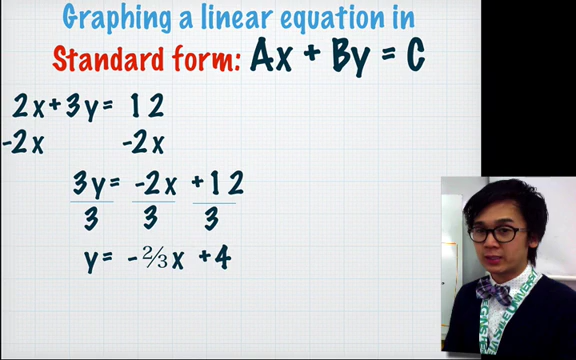 Graphing a linear equation in
Standard form: Ax + By = C
2x+3y= 12
-2x -2x
3y= -2x +12
3 3 3
y= -⅔x +4